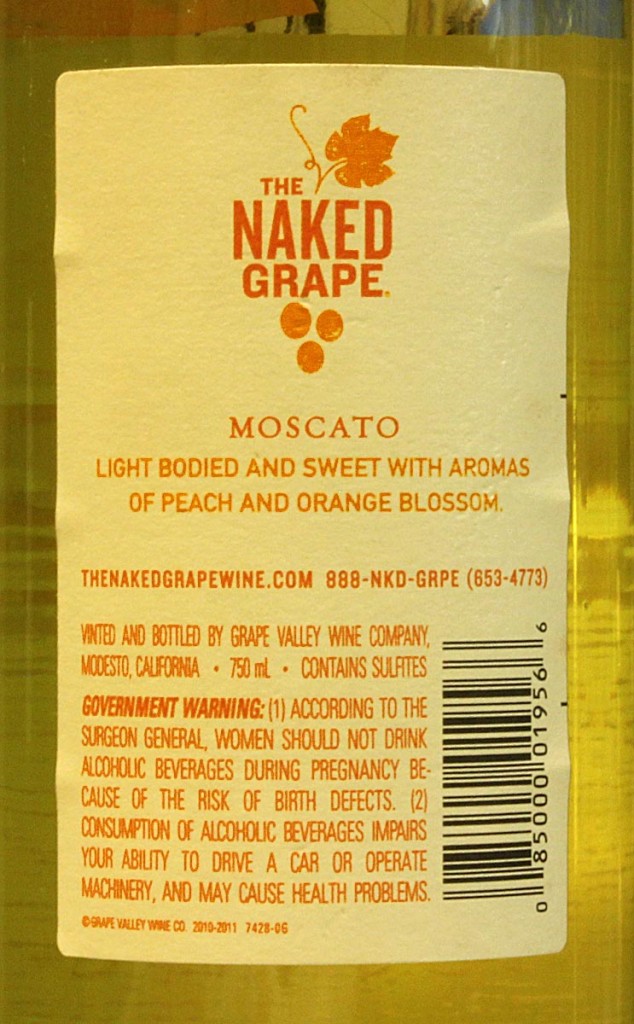 THE
NAKED
GRAPE.
MOSCATO
LIGHT BODIED AND SWEET WITH AROMAS
OF PEACH AND ORANGE BLOSSOM.
THENAKEDGRAPEWINE.COM 888-NKD-GRPE (653-4773)
VINTED AND BOTTLED BY GRAPE VALLEY WINE COMPANY,
MODESTO, CALIFORNIA • 750 mL • CONTAINS SULFITES
GOVERNMENT WARNING: (1) ACCORDING TO THE
SURGEON GENERAL, WOMEN SHOULD NOT DRINK
ALCOHOLIC BEVERAGES DURING PREGNANCY BE-
CAUSE OF THE RISK OF BIRTH DEFECTS. (2)
CONSUMPTION OF ALCOHOLIC BEVERAGES IMPAIRS
YOUR ABILITY TO DRIVE A CAR OR OPERATE
MACHINERY, AND MAY CAUSE HEALTH PROBLEMS.
©GRAPE VALLEY WINE CO. 2010-2011 7428-06
0 85000 01956 6